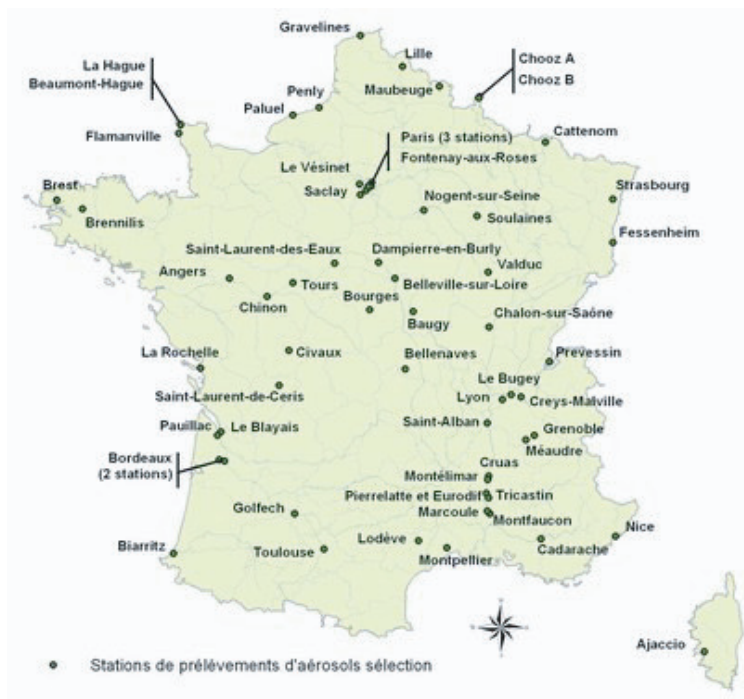 Gravelines
Lille
Chooz A
Chooz B
La Hague
Beaumont-Hague
Maubeuge
Penly
Paluel
Flamanville
Paris (3 stations)
Fontenay-aux-Roses
Cattenom
Le Vésinet
Saclay
Brest
Brennilis
Nogent-sur-Seine
Soulaines
Strasbourg
Fessenheim
Saint-Laurent-des-Eaux
Dampierre-en-Burly
Angers
Tours
Belleville-sur-Loire
Valduc
Chinon
Bourges
Baugy
Chalon-sur-Saône
La Rochelle
Civaux
Bellenaves
Prevessin
Le Bugey
Saint-Laurent-de-Ceris
Lyon
Creys-Malville
Pauillac
Le Blayais
Saint-Alban
Grenoble
Méaudre
Bordeaux
(2 stations)
Cruas
Montélimar
Pierrelatte et Eurodif
Tricastin
Marcoule
Montfaucon
Golfech
Nice
Biarritz
Toulouse
Lodève
Montpellier
Cadarache
Ajaccio
Stations de prélévements d'aérosols sélection